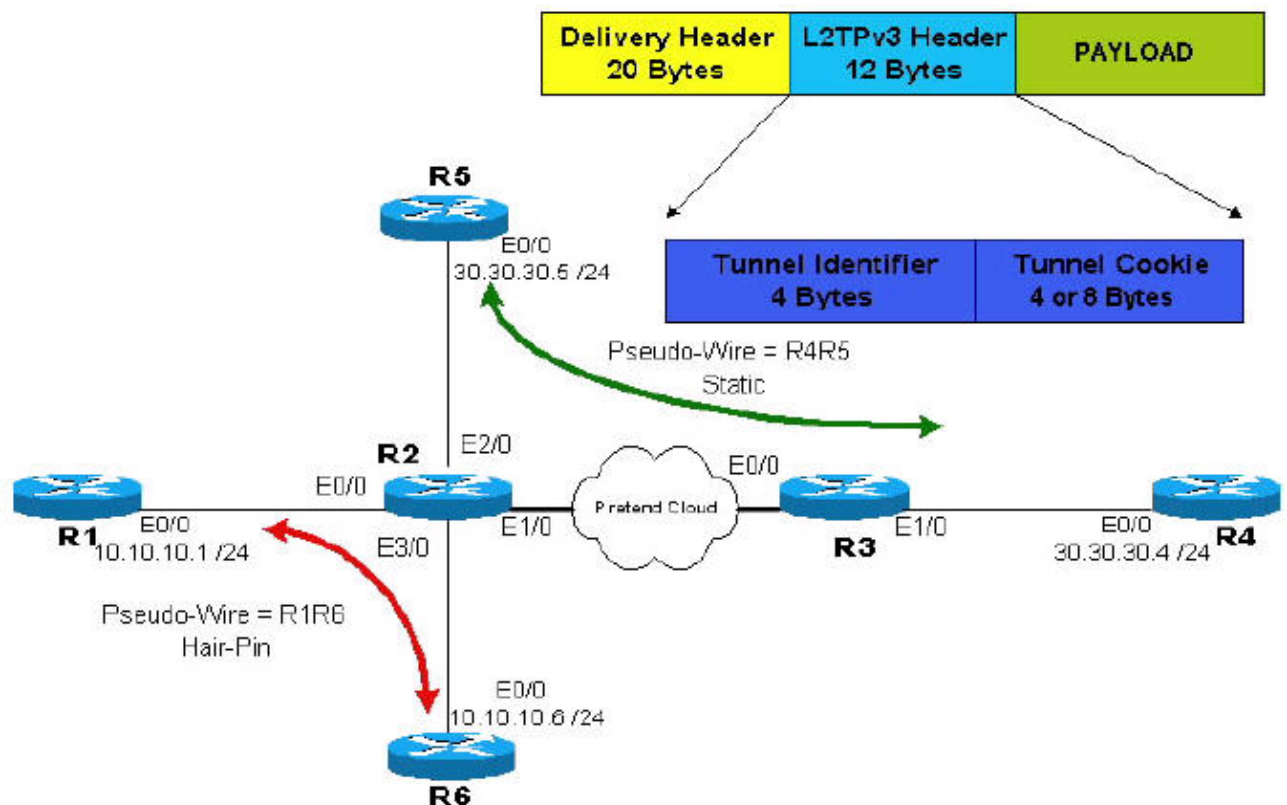 Delivery Header
20 Bytes
L2TPv3 Header
12 Bytes
PAYLOAD
Tunnel Identifier
4 Bytes
Tunnel Cookie
4 or 8 Bytes
R5
E0/0
30.30.30.5 /24
Pseudo-Wire = R4R5
Static
E2/0
R2
E0/0
E1/0
E3/0
Pretend Cloud
E0/0
R3
E1/0
E0/0
30.30.30.4 /24
R4
R1
E0/0
10.10.10.1 /24
Pseudo-Wire = R1R6
Hair-Pin
E0/0
10.10.10.6 /24
R6